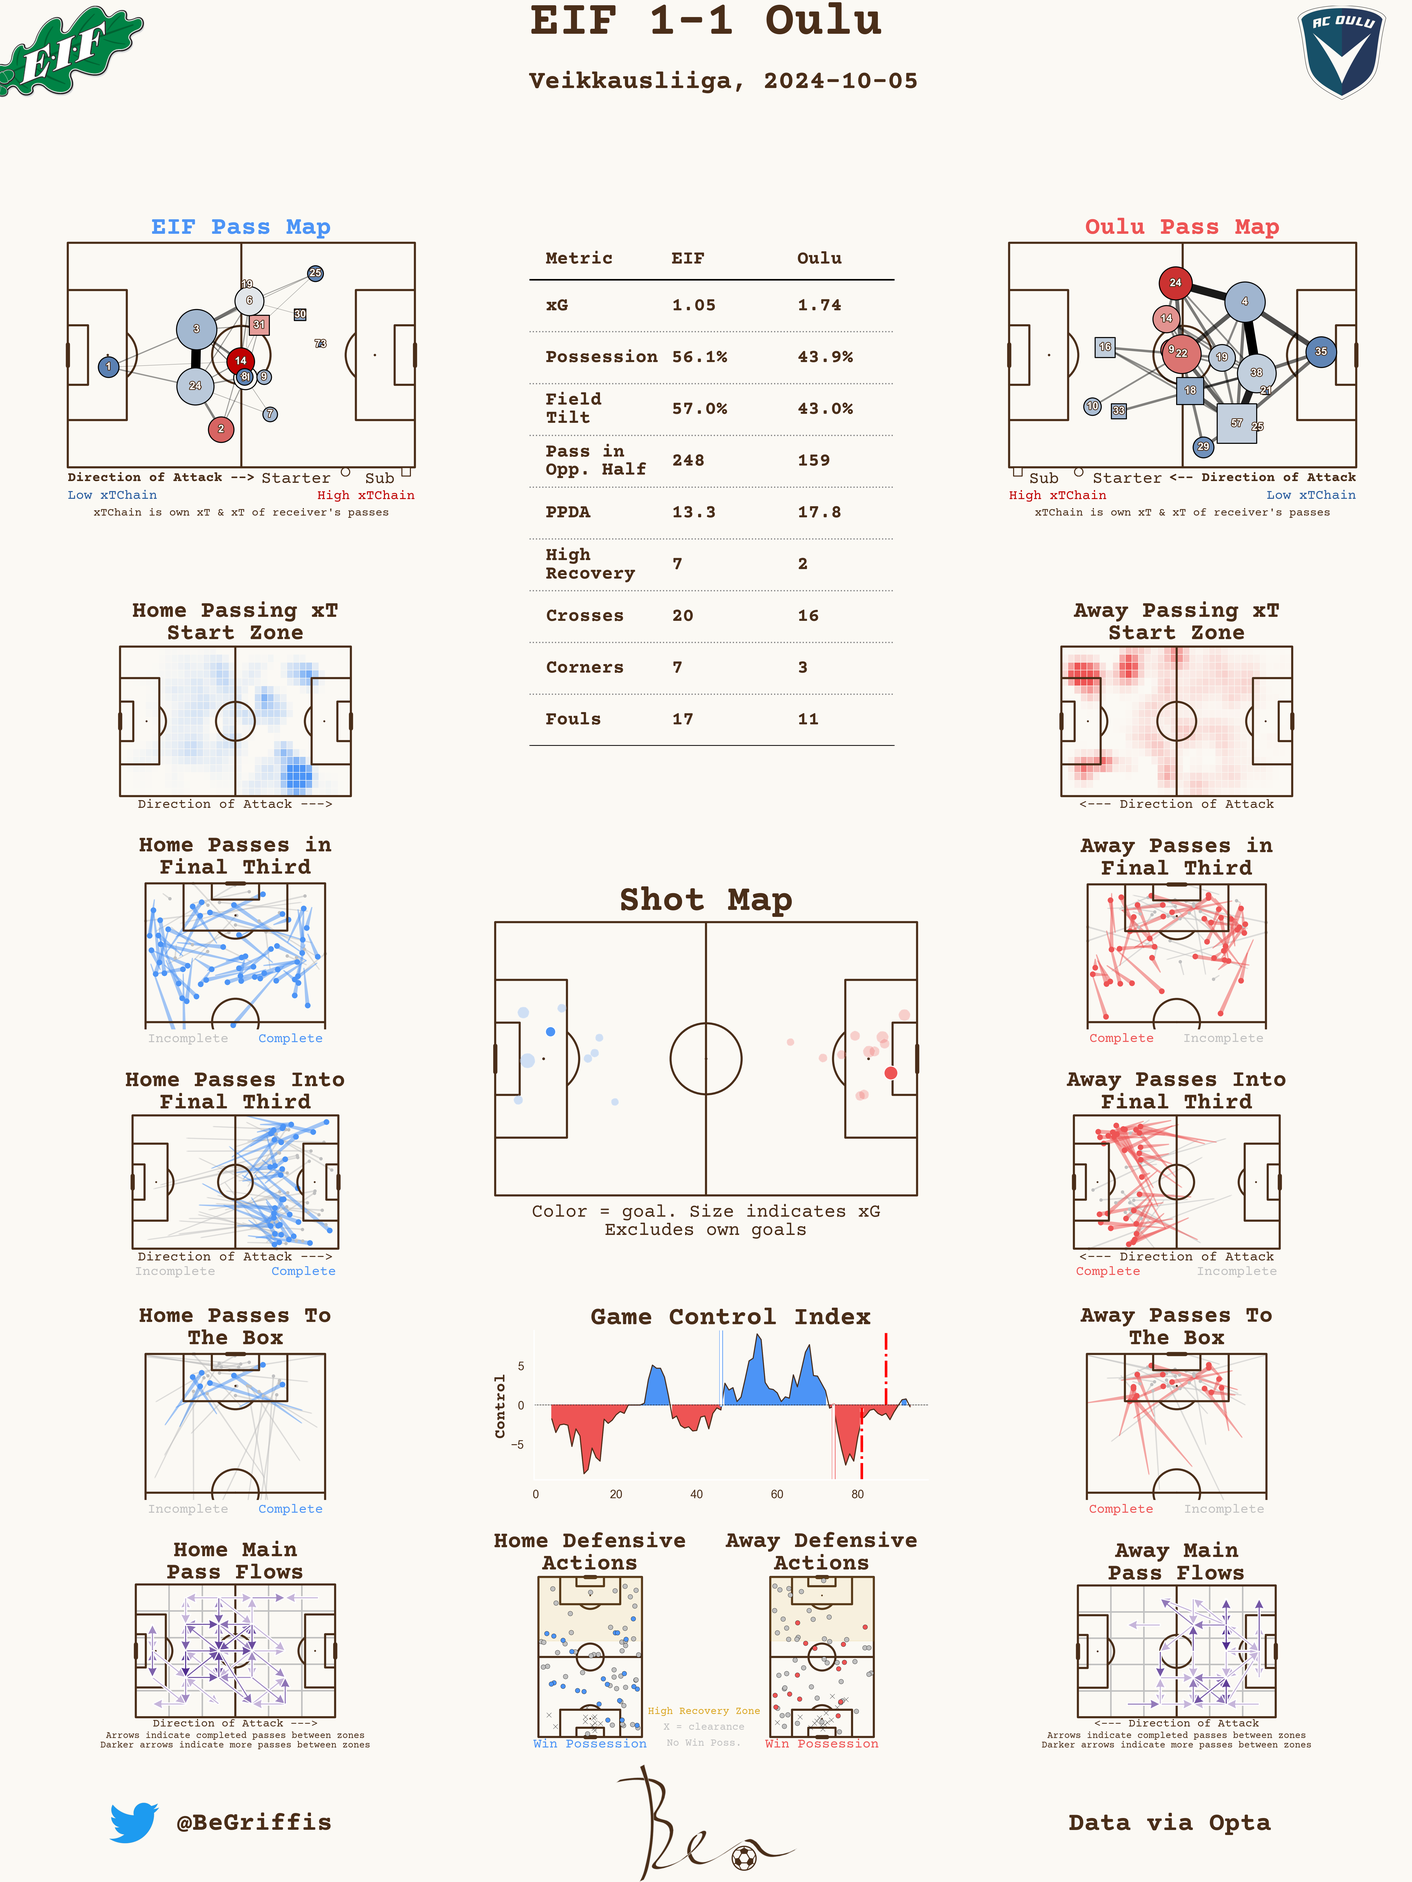 EIF 1-1 Oulu
Veikkausliiga, 2024-10-05
E·I·F
AC OULU
EIF Pass Map
1
3
24
2
14
8
9
7
6
19
31
30
25
73
Direction of Attack --> Starter Sub
Low xTChain High xTChain
xTChain is own xT & xT of receiver's passes
Metric EIF Oulu
xG 1.05 1.74
Possession 56.1% 43.9%
Field
Tilt 57.0% 43.0%
Pass in
Opp. Half 248 159
PPDA 13.3 17.8
High
Recovery 7 2
Crosses 20 16
Corners 7 3
Fouls 17 11
Oulu Pass Map
24
4
14
16
9
22
19
35
38
18
21
10
33
57
25
29
Sub Starter <-- Direction of Attack
High xTChain Low xTChain
xTChain is own xT & xT of receiver's passes
Home Passing xT
Start Zone
Direction of Attack --->
Away Passing xT
Start Zone
<--- Direction of Attack
Home Passes in
Final Third
Incomplete Complete
Away Passes in
Final Third
Complete Incomplete
Shot Map
Color = goal. Size indicates xG
Excludes own goals
Home Passes Into
Final Third
Direction of Attack --->
Incomplete Complete
Away Passes Into
Final Third
<--- Direction of Attack
Complete Incomplete
Home Passes To
The Box
Incomplete Complete
Game Control Index
Control
5
0
−5
0 20 40 60 80
Away Passes To
The Box
Complete Incomplete
Home Main
Pass Flows
Direction of Attack --->
Arrows indicate completed passes between zones
Darker arrows indicate more passes between zones
Home Defensive
Actions
Win Possession
High Recovery Zone
X = clearance
No Win Poss.
Away Defensive
Actions
Win Possession
Away Main
Pass Flows
<--- Direction of Attack
Arrows indicate completed passes between zones
Darker arrows indicate more passes between zones
@BeGriffis
Ben
Data via Opta